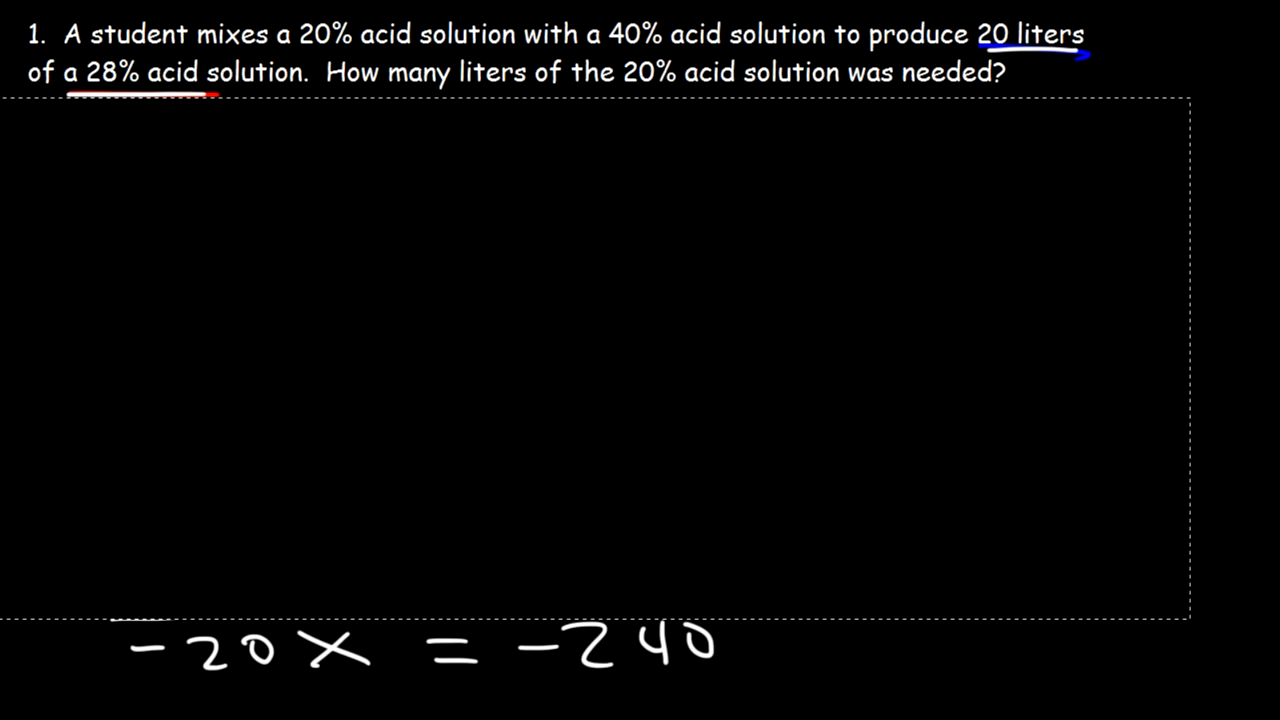 1. A student mixes a 20% acid solution with a 40% acid solution to produce 20 liters
of a 28% acid solution. How many liters of the 20% acid solution was needed?
-20x = -240